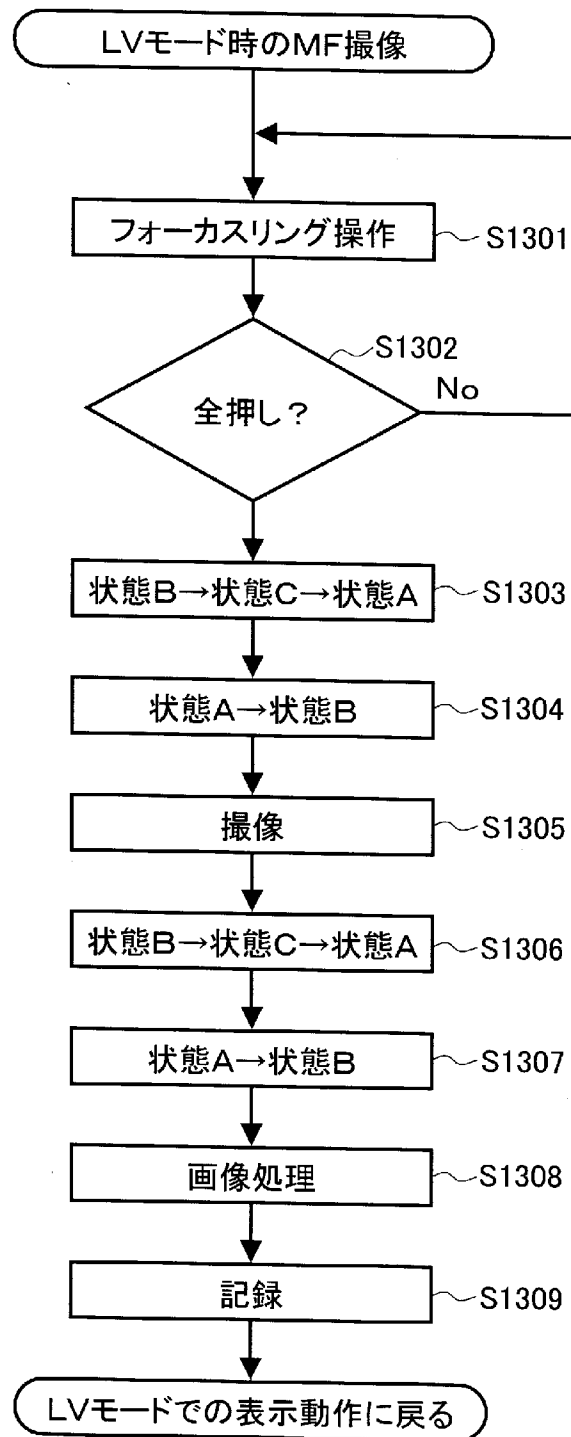 LVモード時のMF撮像
フォーカスリング操作
S1301
S1302
全押し？
No
状態B→状態C→状態A
S1303
状態A→状態B
S1304
撮像
S1305
状態B→状態C→状態A
S1306
状態A→状態B
S1307
画像処理
S1308
記録
S1309
LVモードでの表示動作に戻る